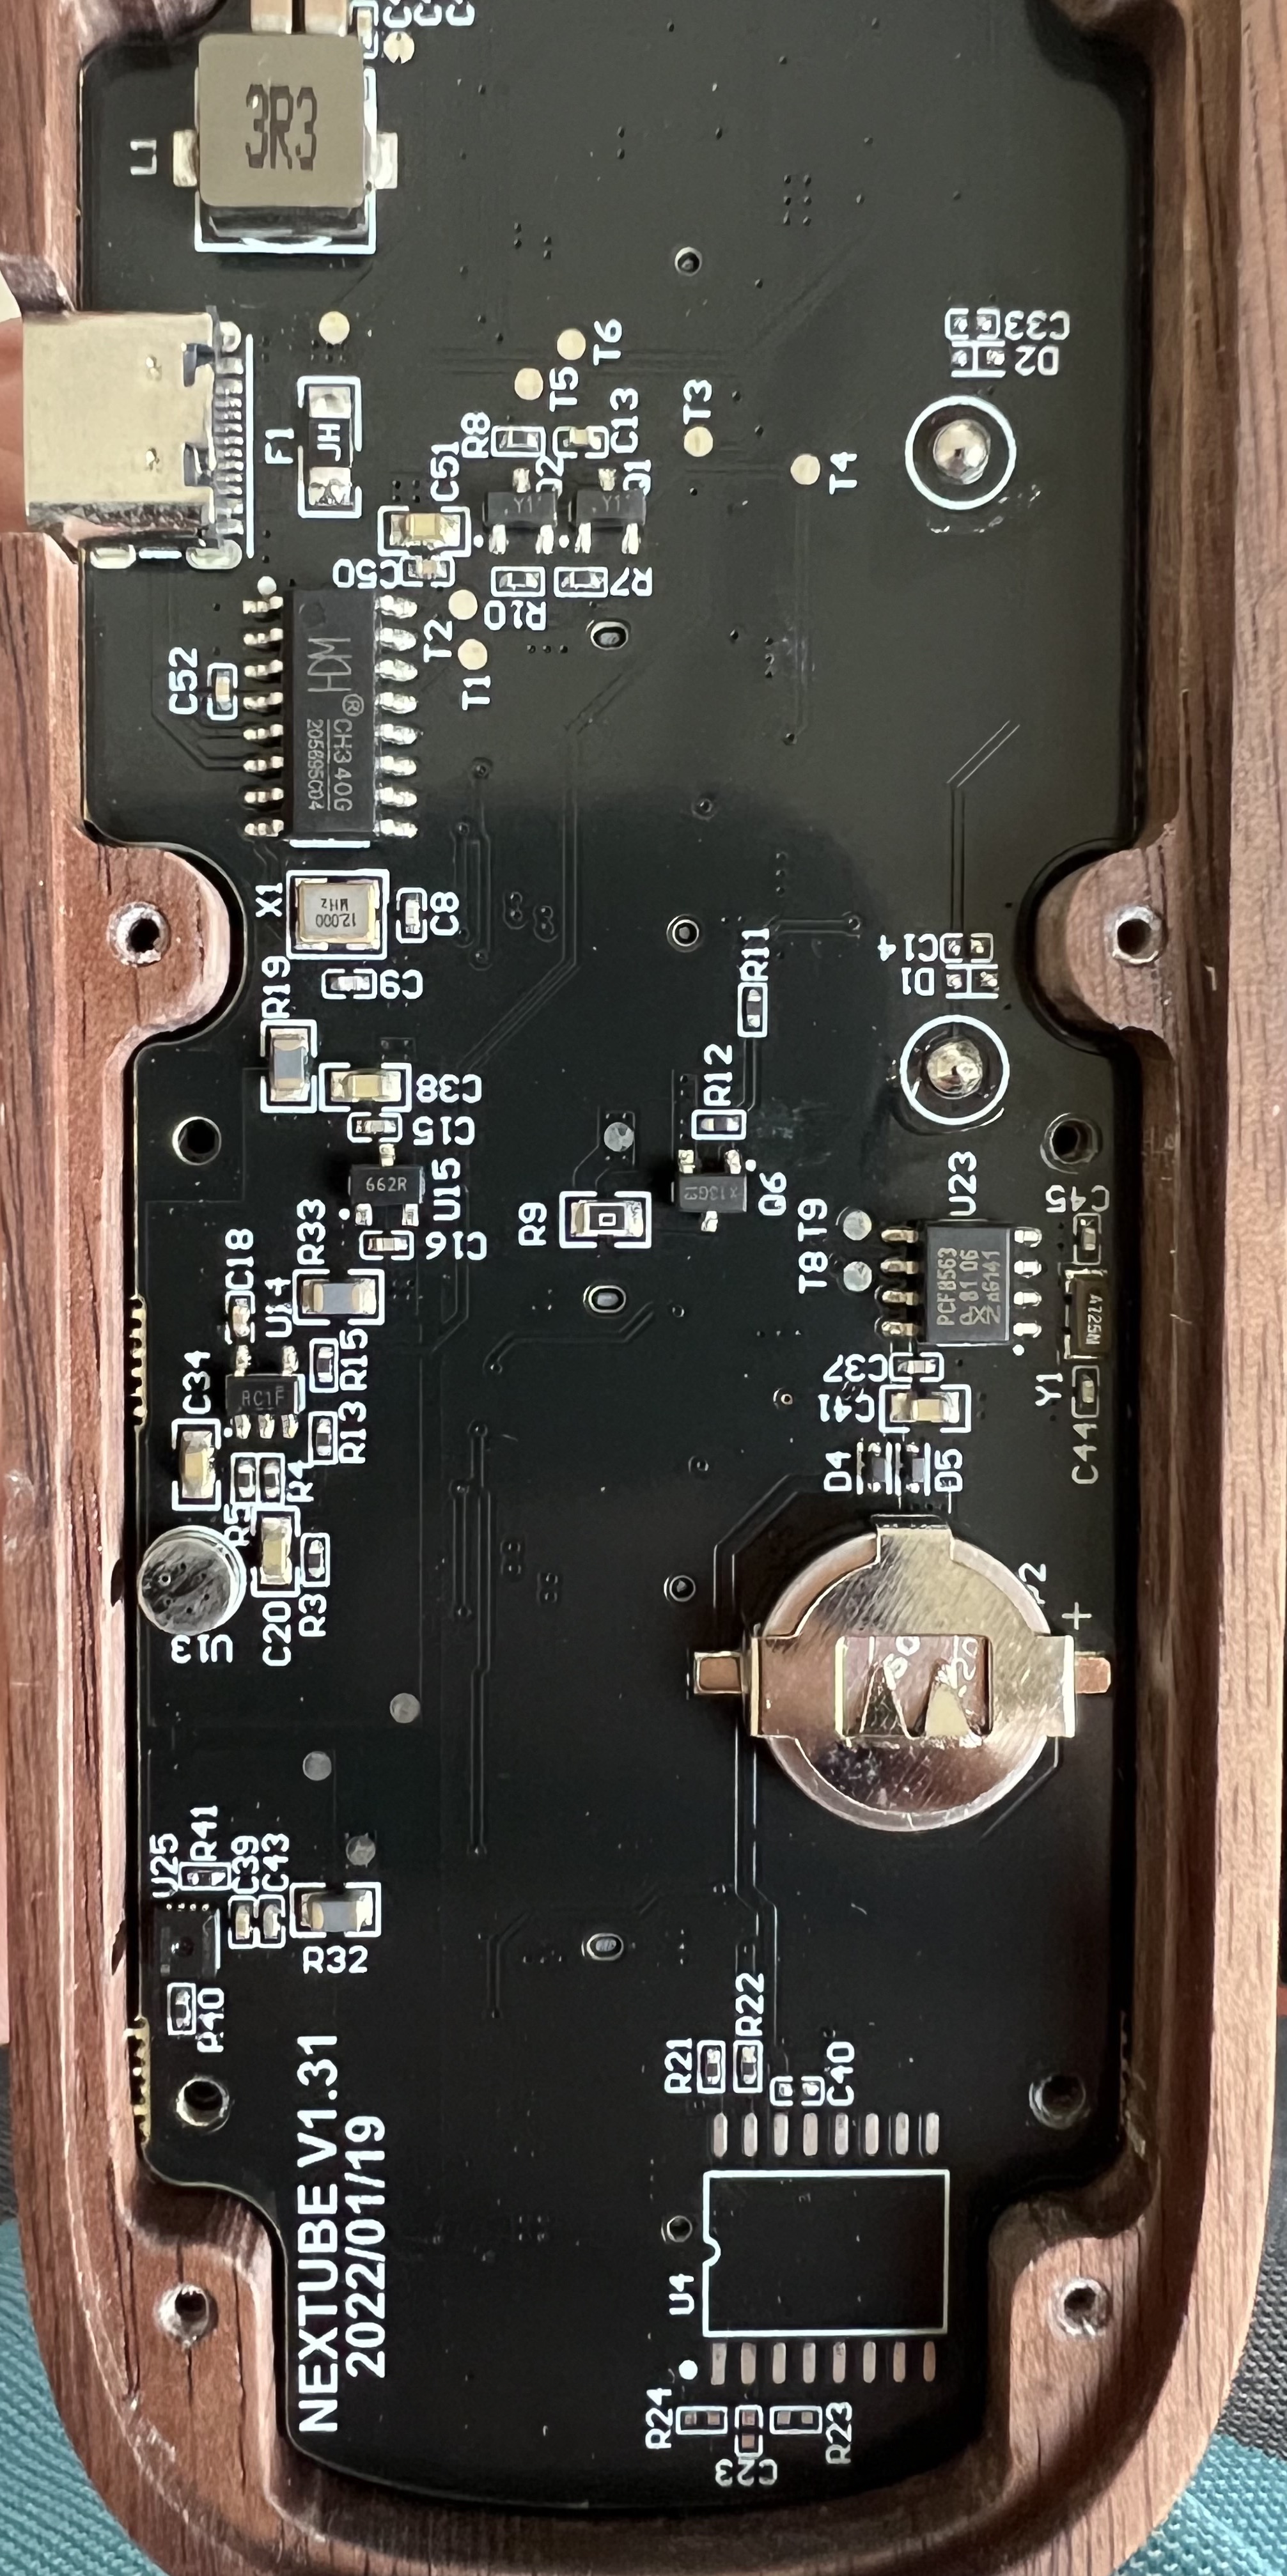 3R3
L1
T6
T5
T3
C33
D2
F1
JH
R8
C13
C51
T4
Y1
Y1
C50
R10
R7
T2
T1
C52
WCH®
CH340G
X1
12.000
MHz
C8
C9
R19
C38
C15
662R
U15
C16
R33
R11
R12
Q6
R9
C14
D1
U23
C45
T8
T9
PCF8563
81 06
Y1
C44
C37
C41
D4
D5
C18
U14
C34
RC1F
R15
R13
R4
R5
C20
R3
U13
P2
+
R41
U25
C39
C43
R32
R40
NEXTUBE V1.31
2022/01/19
R21
R22
C40
U4
R24
C23
R23